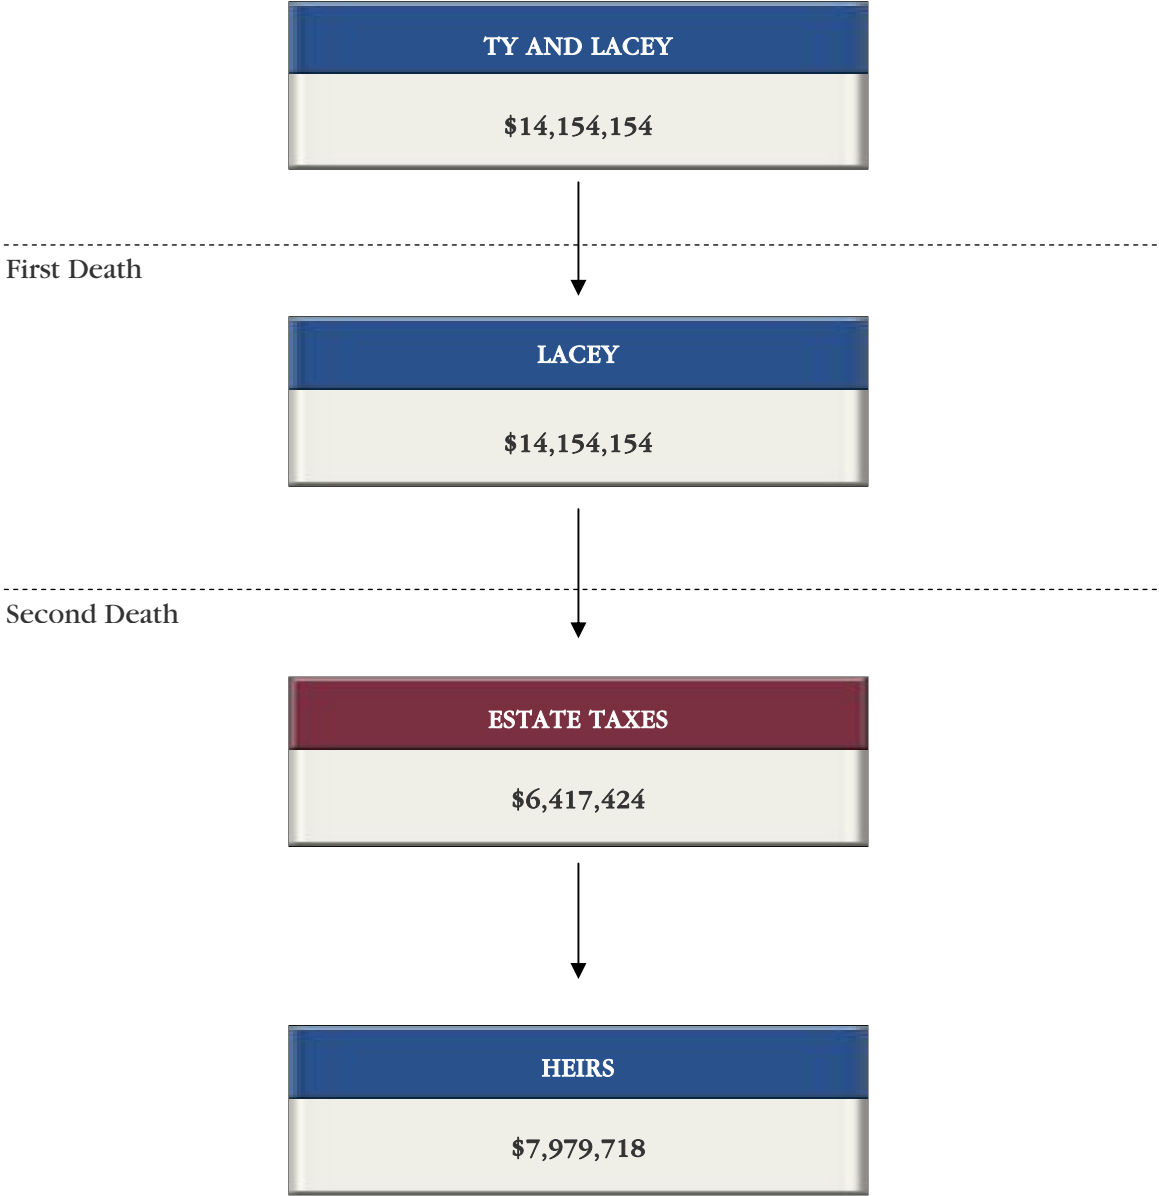 TY AND LACEY
$14,154,154
First Death
LACEY
$14,154,154
Second Death
ESTATE TAXES
$6,417,424
HEIRS
$7,979,718